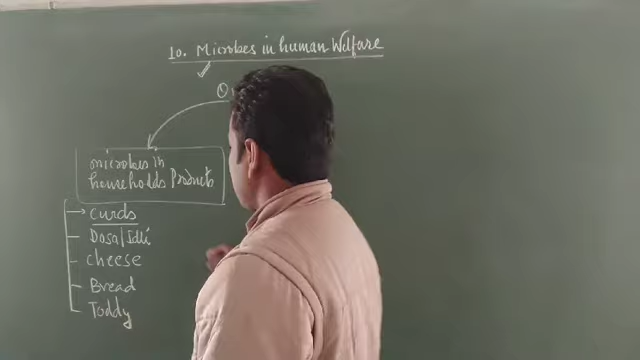 10. Microbes in human Welfare
microbes in
households Products
curds
Dosa/Idli
cheese
Bread
Toddy